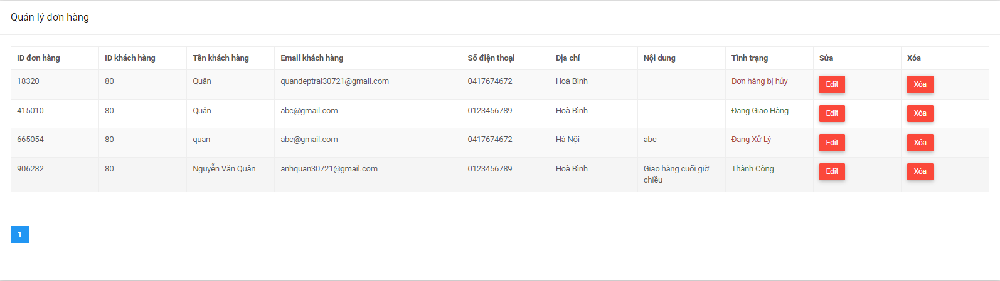 Quản lý đơn hàng
ID đơn hàng ID khách hàng Tên khách hàng Email khách hàng Số điện thoại Địa chỉ Nội dung Tình trạng Sửa Xóa
18320 80 Quân quandeptrai30721@gmail.com 0417674672 Hoà Bình Đơn hàng bị hủy Edit Xóa
415010 80 Quân abc@gmail.com 0123456789 Hoà Bình Đang Giao Hàng Edit Xóa
665054 80 quan abc@gmail.com 0417674672 Hà Nội abc Đang Xử Lý Edit Xóa
906282 80 Nguyễn Văn Quân anhquan30721@gmail.com 0123456789 Hoà Bình Giao hàng cuối giờ Thành Công Edit Xóa
chiều
1